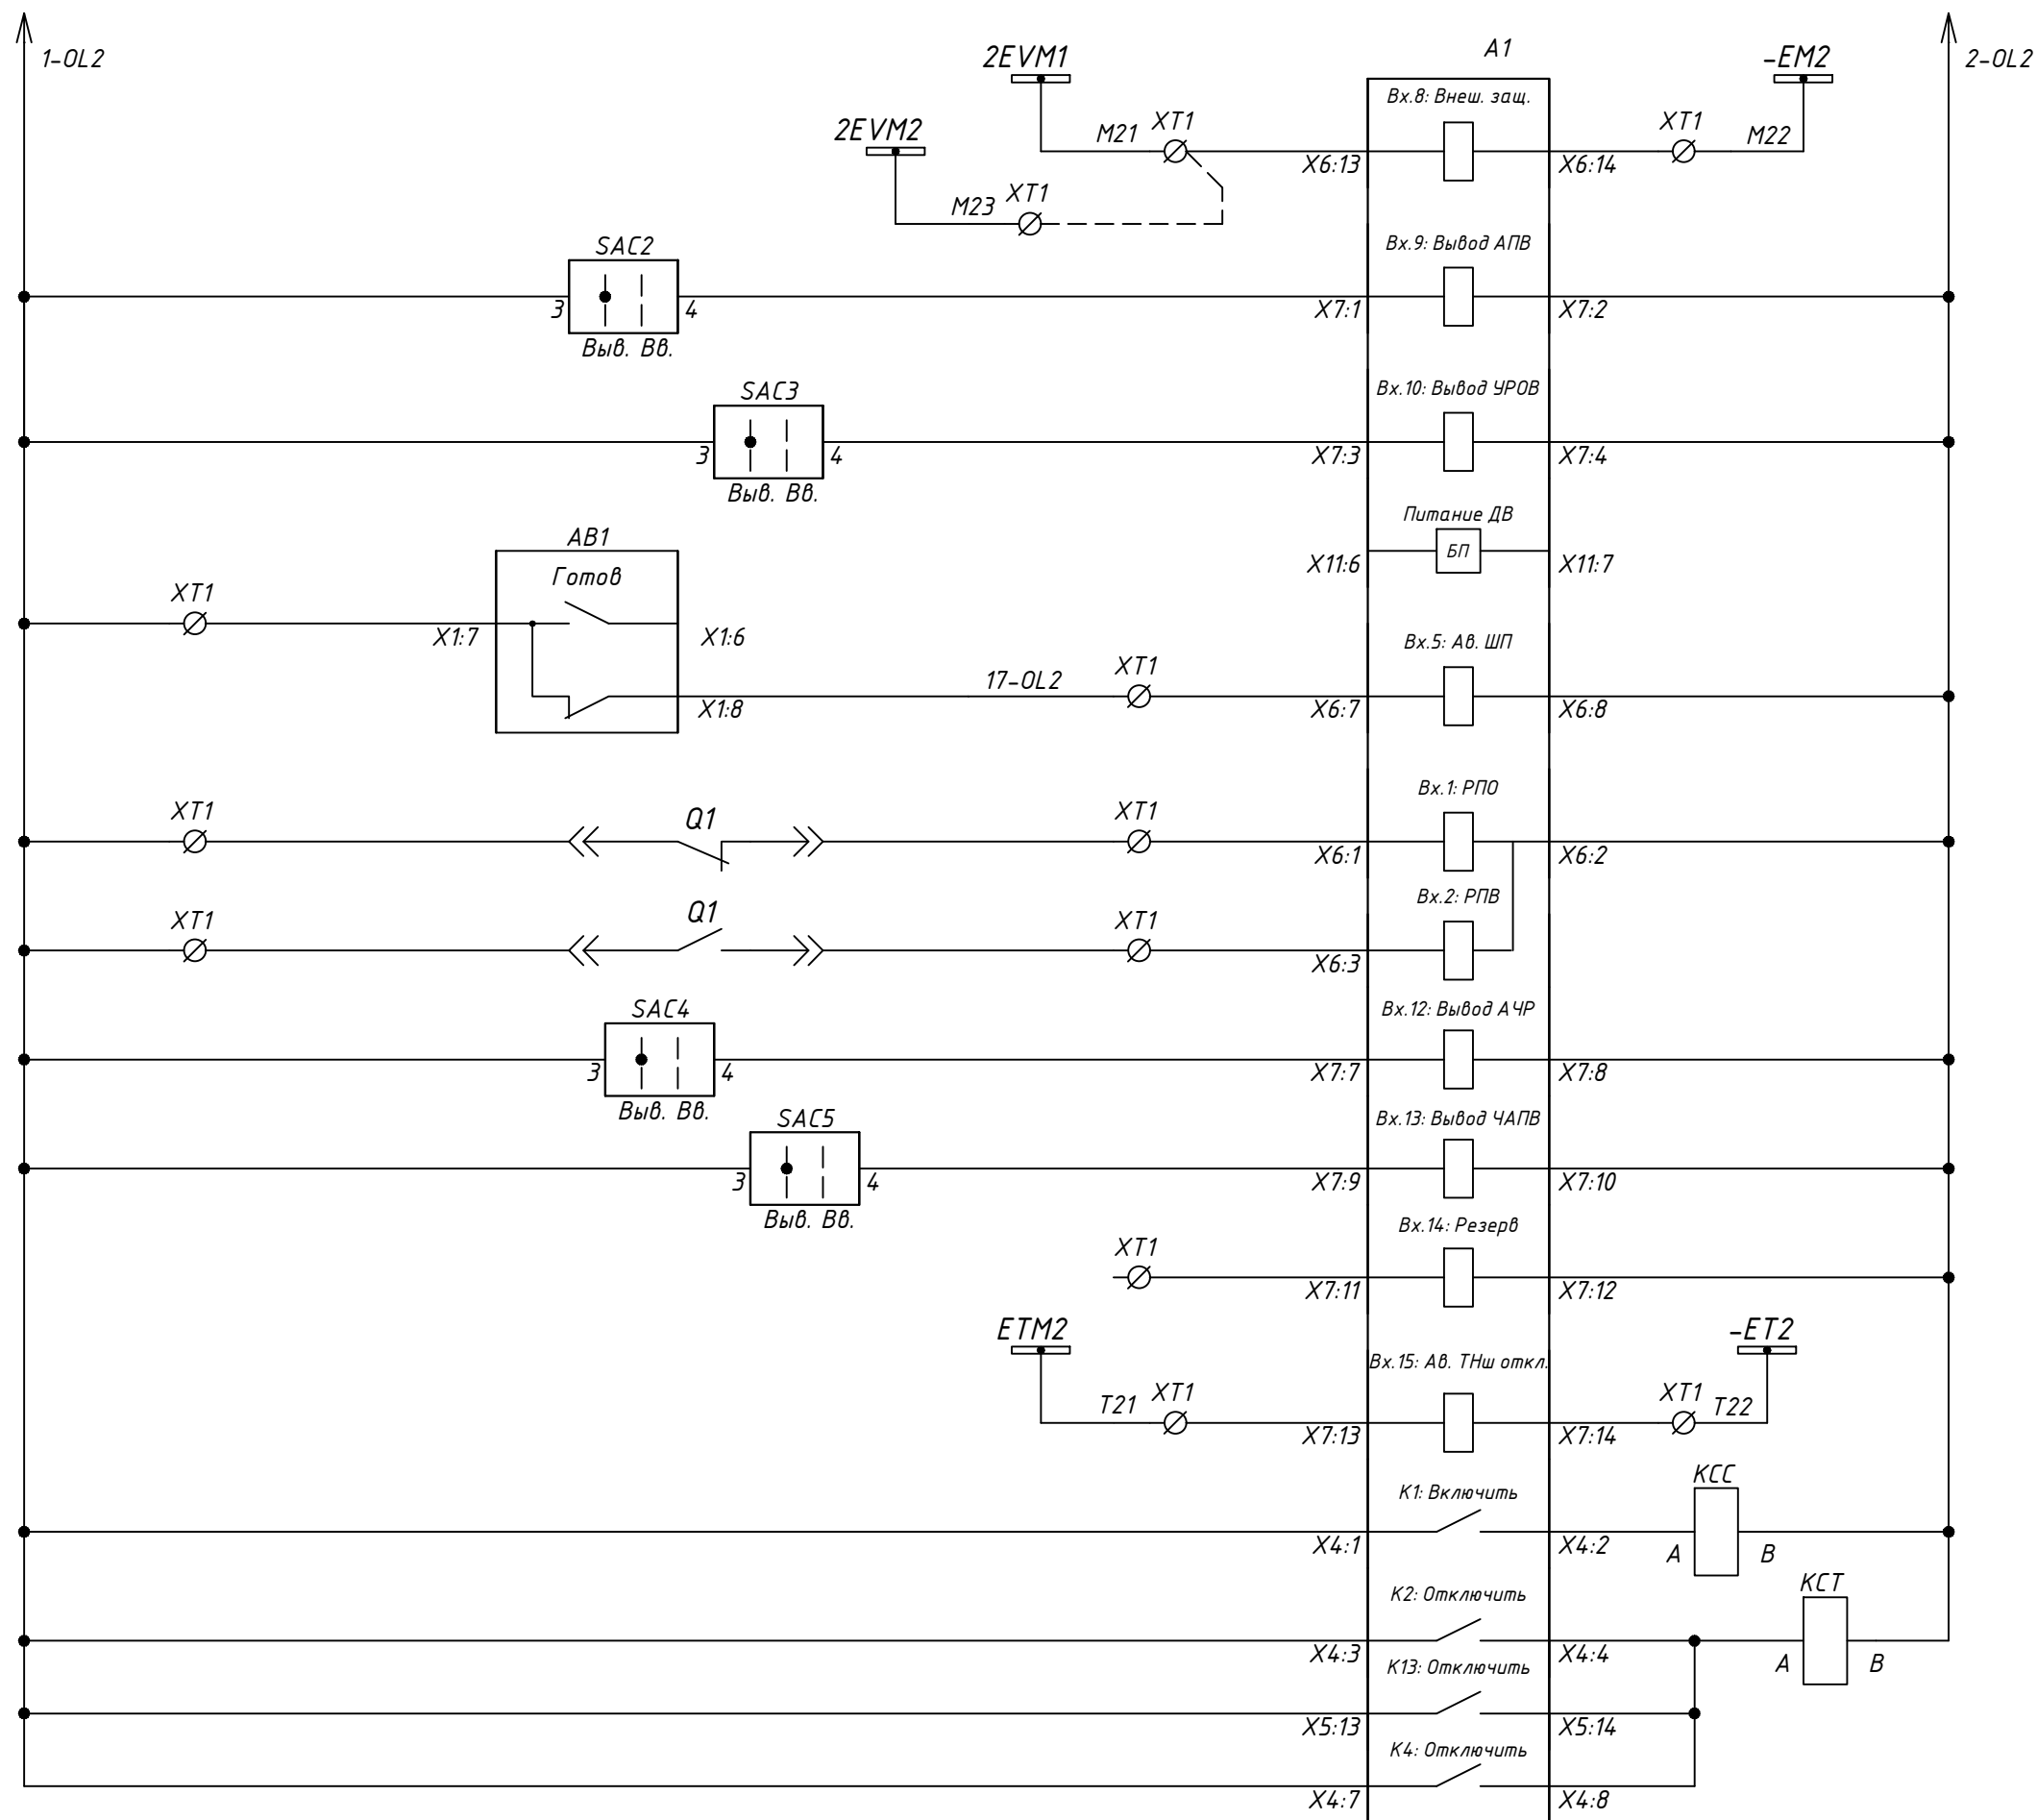 1-OL2
2EVM1
A1
-EM2
2-OL2
Вх.8: Внеш. защ.
2EVM2
M21
XT1
XT1
M22
X6:13
X6:14
M23
XT1
SAC2
Вх.9: Вывод АПВ
3
4
X7:1
X7:2
Выв. Вв.
SAC3
Вх.10: Вывод УРОВ
3
4
X7:3
X7:4
Выв. Вв.
Питание ДВ
AB1
БП
X11:6
X11:7
Готов
XT1
X1:7
X1:6
Вх.5: Ав. ШП
17-OL2
XT1
X1:8
X6:7
X6:8
Вх.1: РПО
XT1
Q1
XT1
X6:1
X6:2
Вх.2: РПВ
XT1
Q1
XT1
X6:3
SAC4
Вх.12: Вывод АЧР
3
4
X7:7
X7:8
Выв. Вв.
SAC5
Вх.13: Вывод ЧАПВ
3
4
X7:9
X7:10
Выв. Вв.
Вх.14: Резерв
XT1
X7:11
X7:12
ETM2
-ET2
Вх.15: Ав. ТНш откл.
T21
XT1
XT1
T22
X7:13
X7:14
KCC
К1: Включить
X4:1
X4:2
A
B
KCT
К2: Отключить
X4:3
X4:4
A
B
К13: Отключить
X5:13
X5:14
К4: Отключить
X4:7
X4:8